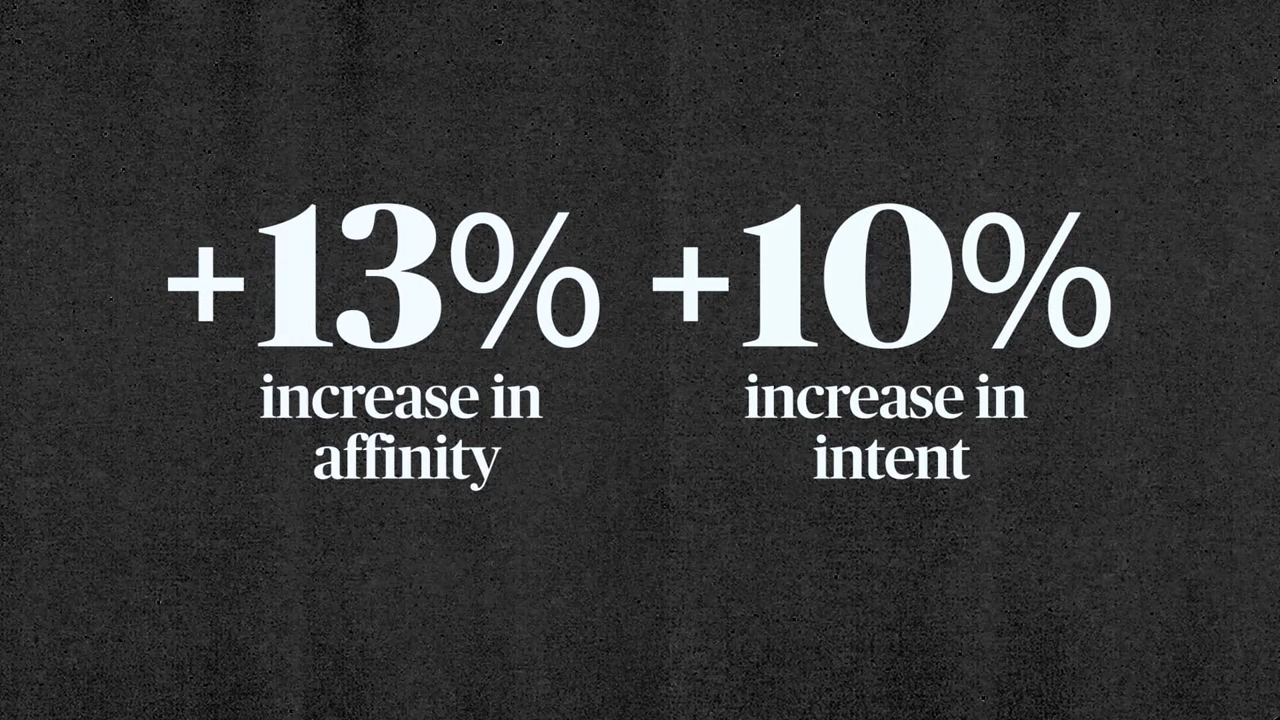 +13%
increase in
affinity
+10%
increase in
intent